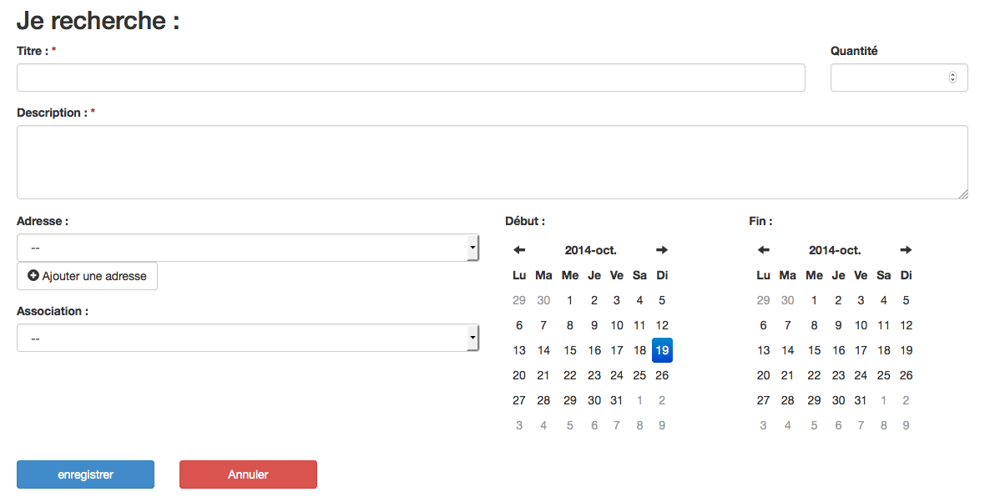 Je recherche :
Titre : * Quantité
Description : *
Adresse : Début : Fin :
-- 2014-oct. 2014-oct.
Ajouter une adresse Lu Ma Me Je Ve Sa Di Lu Ma Me Je Ve Sa Di
29 30 1 2 3 4 5 29 30 1 2 3 4 5
Association : 6 7 8 9 10 11 12 6 7 8 9 10 11 12
-- 13 14 15 16 17 18 19 13 14 15 16 17 18 19
20 21 22 23 24 25 26 20 21 22 23 24 25 26
27 28 29 30 31 1 2 27 28 29 30 31 1 2
3 4 5 6 7 8 9 3 4 5 6 7 8 9
enregistrer Annuler